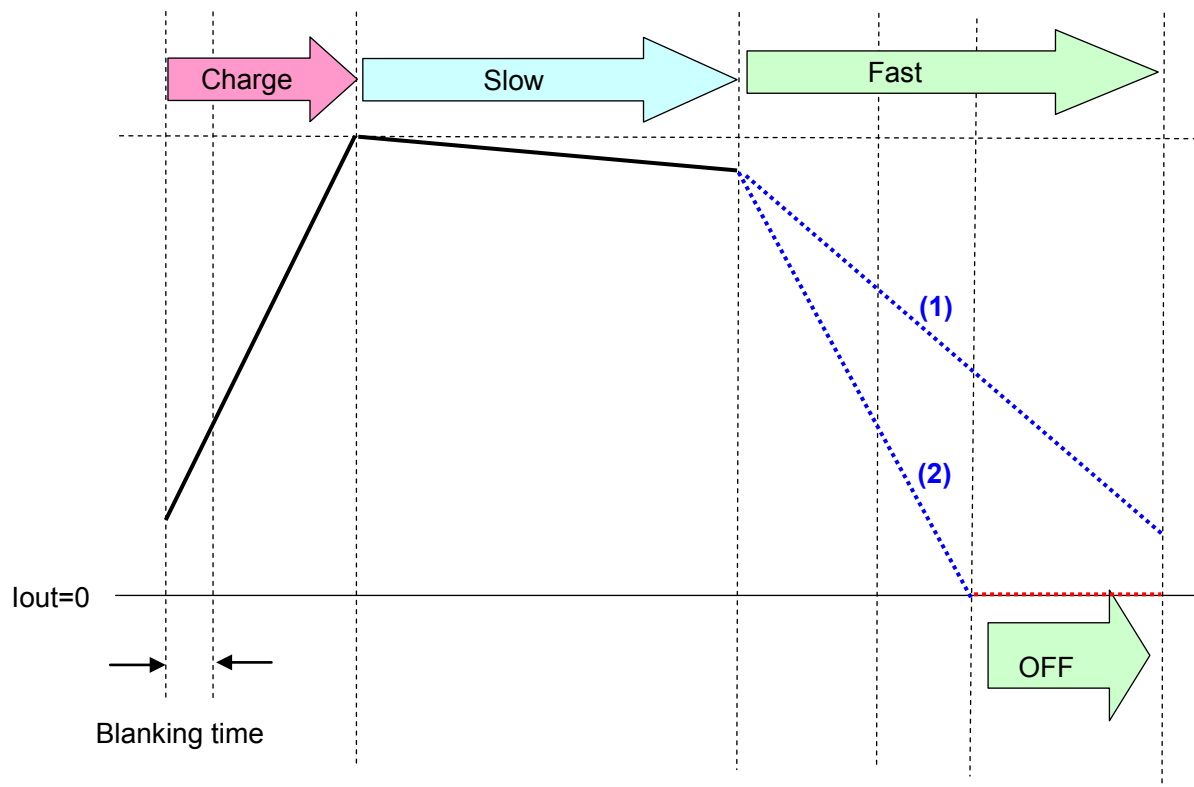 Charge
Slow
Fast
(1)
(2)
Iout=0
OFF
Blanking time